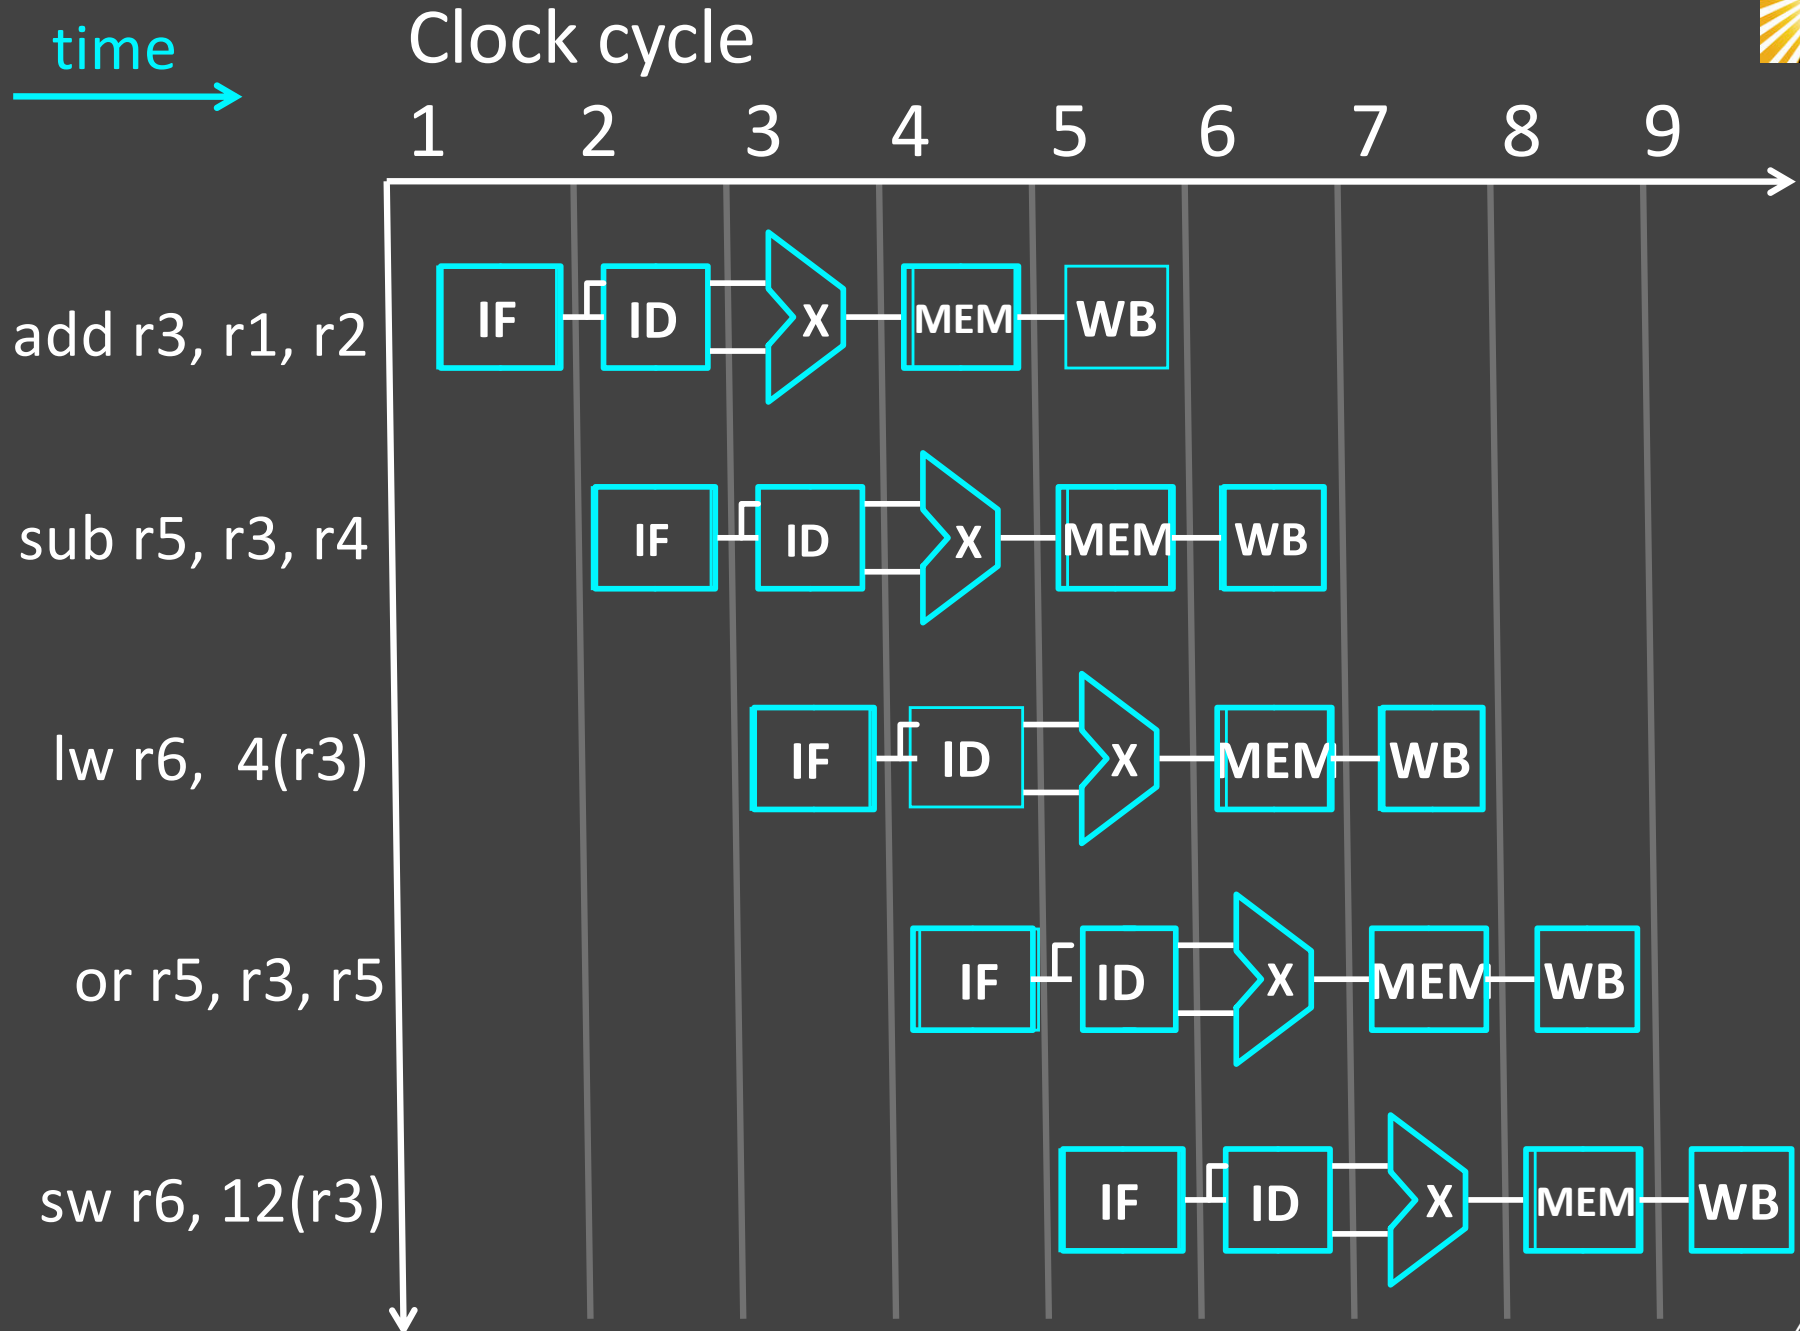 time
Clock cycle
1 2 3 4 5 6 7 8 9
add r3, r1, r2 IF ID X MEM WB
sub r5, r3, r4 IF ID X MEM WB
lw r6, 4(r3) IF ID X MEM WB
or r5, r3, r5 IF ID X MEM WB
sw r6, 12(r3) IF ID X MEM WB